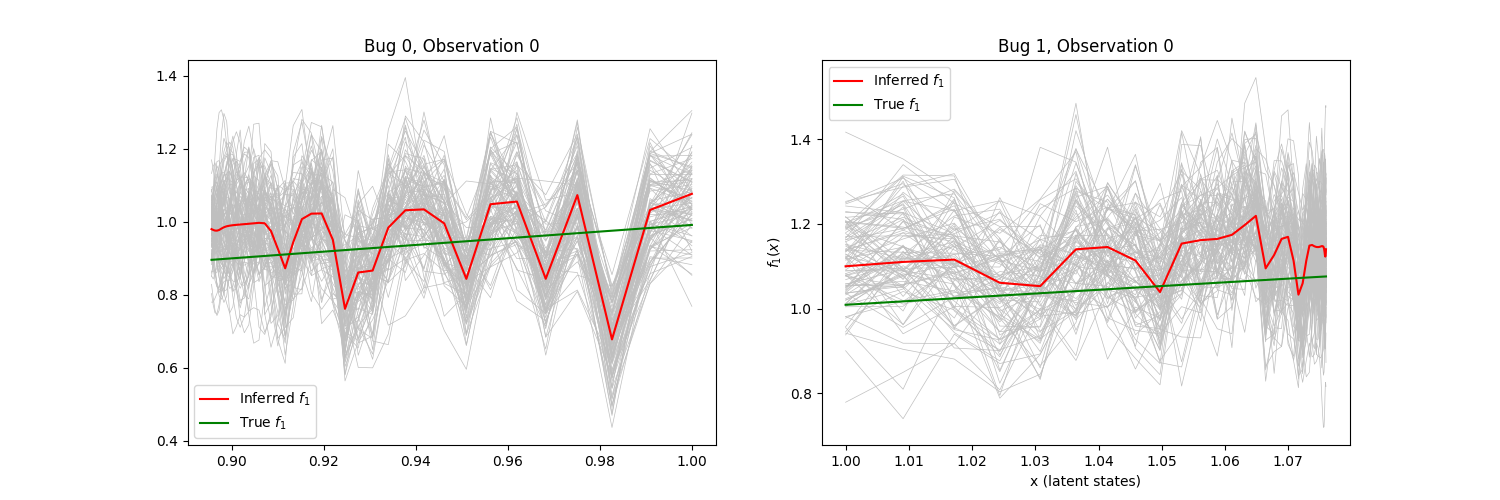 Bug 0, Observation 0
1.4
1.2
1.0
0.8
0.6
0.4
Inferred f₁
True f₁
0.90 0.92 0.94 0.96 0.98 1.00
Bug 1, Observation 0
Inferred f₁
True f₁
f₁(x)
1.4
1.2
1.0
0.8
1.00 1.01 1.02 1.03 1.04 1.05 1.06 1.07
x (latent states)